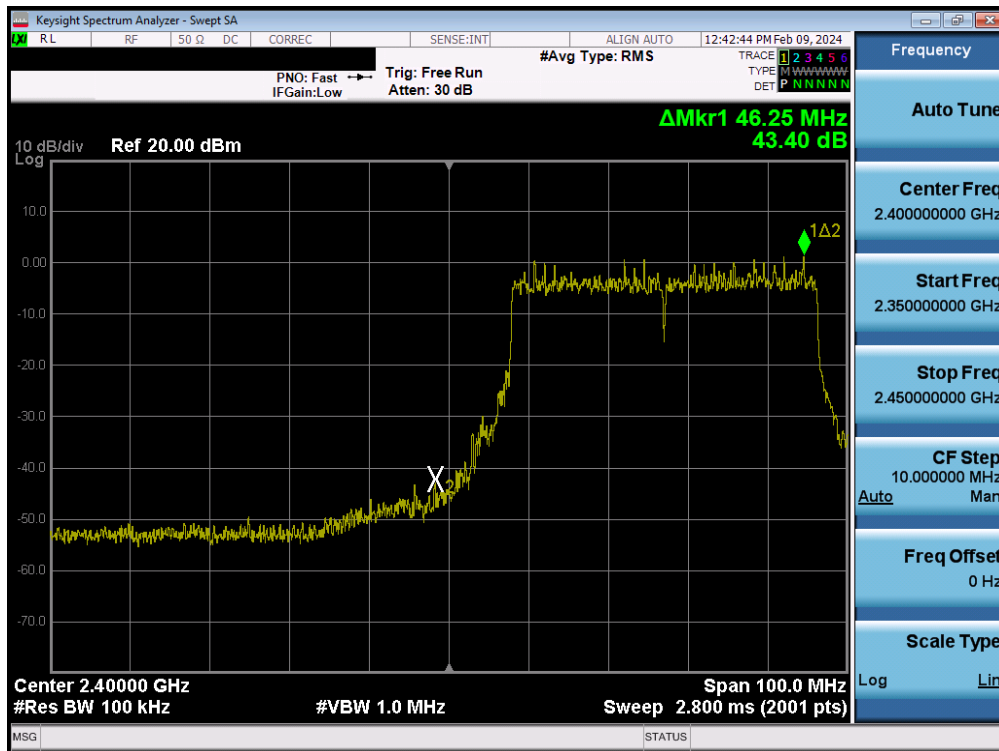 Keysight Spectrum Analyzer - Swept SA
LXI RL RF 50 Ω DC CORREC SENSE:INT ALIGN AUTO 12:42:44 PM Feb 09, 2024
Frequency
#Avg Type: RMS
TRACE 1 2 3 4 5 6
PNO: Fast
Trig: Free Run
TYPE M WWWWW
IFGain:Low
Atten: 30 dB
DET P N N N N N
Auto Tune
ΔMkr1 46.25 MHz
43.40 dB
10 dB/div Ref 20.00 dBm
Log
Center Freq
2.400000000 GHz
10.0
1Δ2
0.00
Start Freq
2.350000000 GHz
-10.0
-20.0
Stop Freq
2.450000000 GHz
-30.0
-40.0
CF Step
10.000000 MHz
Auto Man
X2
-50.0
Freq Offset
0 Hz
-60.0
-70.0
Scale Type
Log Lin
Center 2.40000 GHz Span 100.0 MHz
#Res BW 100 kHz #VBW 1.0 MHz Sweep 2.800 ms (2001 pts)
MSG STATUS